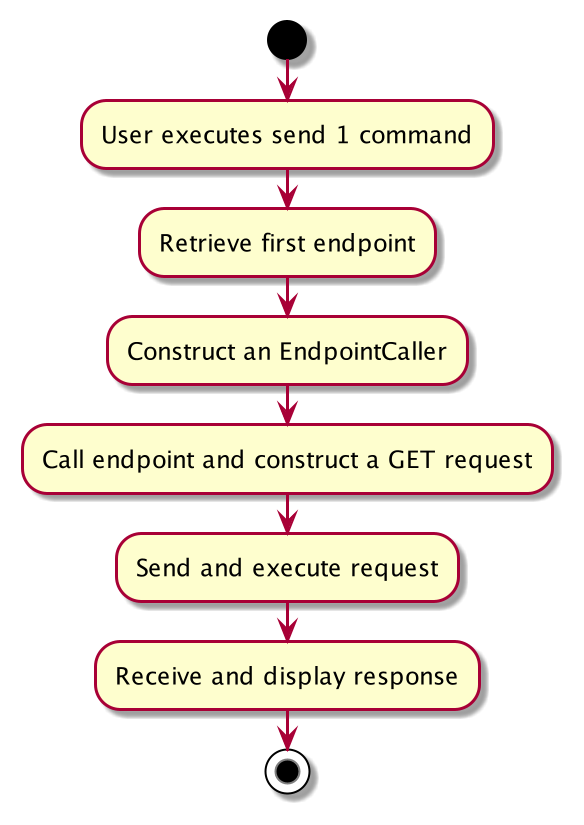 User executes send 1 command
Retrieve first endpoint
Construct an EndpointCaller
Call endpoint and construct a GET request
Send and execute request
Receive and display response